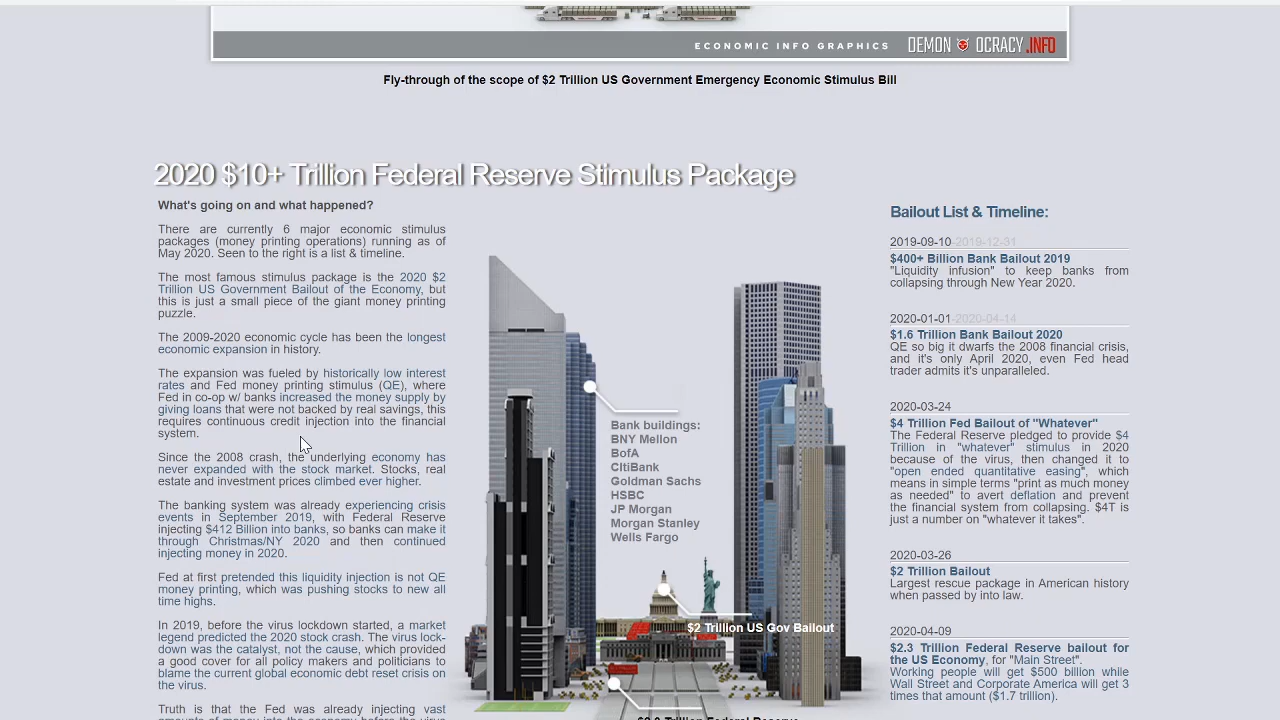 ECONOMIC INFO GRAPHICS DEMONOCRACY.INFO
Fly-through of the scope of $2 Trillion US Government Emergency Economic Stimulus Bill
2020 $10+ Trillion Federal Reserve Stimulus Package
What's going on and what happened?
There are currently 6 major economic stimulus
packages (money printing operations) running as of
May 2020. Seen to the right is a list & timeline.
The most famous stimulus package is the 2020 $2
Trillion US Government Bailout of the Economy, but
this is just a small piece of the giant money printing
puzzle.
The 2009-2020 economic cycle has been the longest
economic expansion in history.
The expansion was fueled by historically low interest
rates and Fed money printing stimulus (QE), where
Fed in co-op w/ banks increased the money supply by
giving loans that were not backed by real savings, this
requires continuous credit injection into the financial
system.
Since the 2008 crash, the underlying economy has
never expanded with the stock market. Stocks, real
estate and investment prices climbed ever higher.
The banking system was already experiencing crisis
events in September 2019, with Federal Reserve
injecting $412 Billion into banks, so banks can make it
through Christmas/NY 2020 and then continued
injecting money in 2020.
Fed at first pretended this liquidity injection is not QE
money printing, which was pushing stocks to new all
time highs.
In 2019, before the virus lockdown started, a market
legend predicted the 2020 stock crash. The virus lock-
down was the catalyst, not the cause, which provided
a good cover for all policy makers and politicians to
blame the current global economic debt reset crisis on
the virus.
Truth is that the Fed was already injecting vast
Bank buildings:
BNY Mellon
BofA
CitiBank
Goldman Sachs
HSBC
JP Morgan
Morgan Stanley
Wells Fargo
$2 Trillion US Gov Bailout
Bailout List & Timeline:
2019-09-10-2019-12-31
$400+ Billion Bank Bailout 2019
"Liquidity infusion" to keep banks from
collapsing through New Year 2020.
2020-01-01-2020-04-14
$1.6 Trillion Bank Bailout 2020
QE so big it dwarfs the 2008 financial crisis,
and it's only April 2020, even Fed head
trader admits it's unparalleled.
2020-03-24
$4 Trillion Fed Bailout of "Whatever"
The Federal Reserve pledged to provide $4
Trillion in "whatever" stimulus in 2020
because of the virus, then changed it to
"open ended quantitative easing", which
means in simple terms "print as much money
as needed" to avert deflation and prevent
the financial system from collapsing. $4T is
just a number on "whatever it takes".
2020-03-26
$2 Trillion Bailout
Largest rescue package in American history
when passed by into law.
2020-04-09
$2.3 Trillion Federal Reserve bailout for
the US Economy, for "Main Street".
Working people will get $500 billion while
Wall Street and Corporate America will get 3
times that amount ($1.7 trillion).